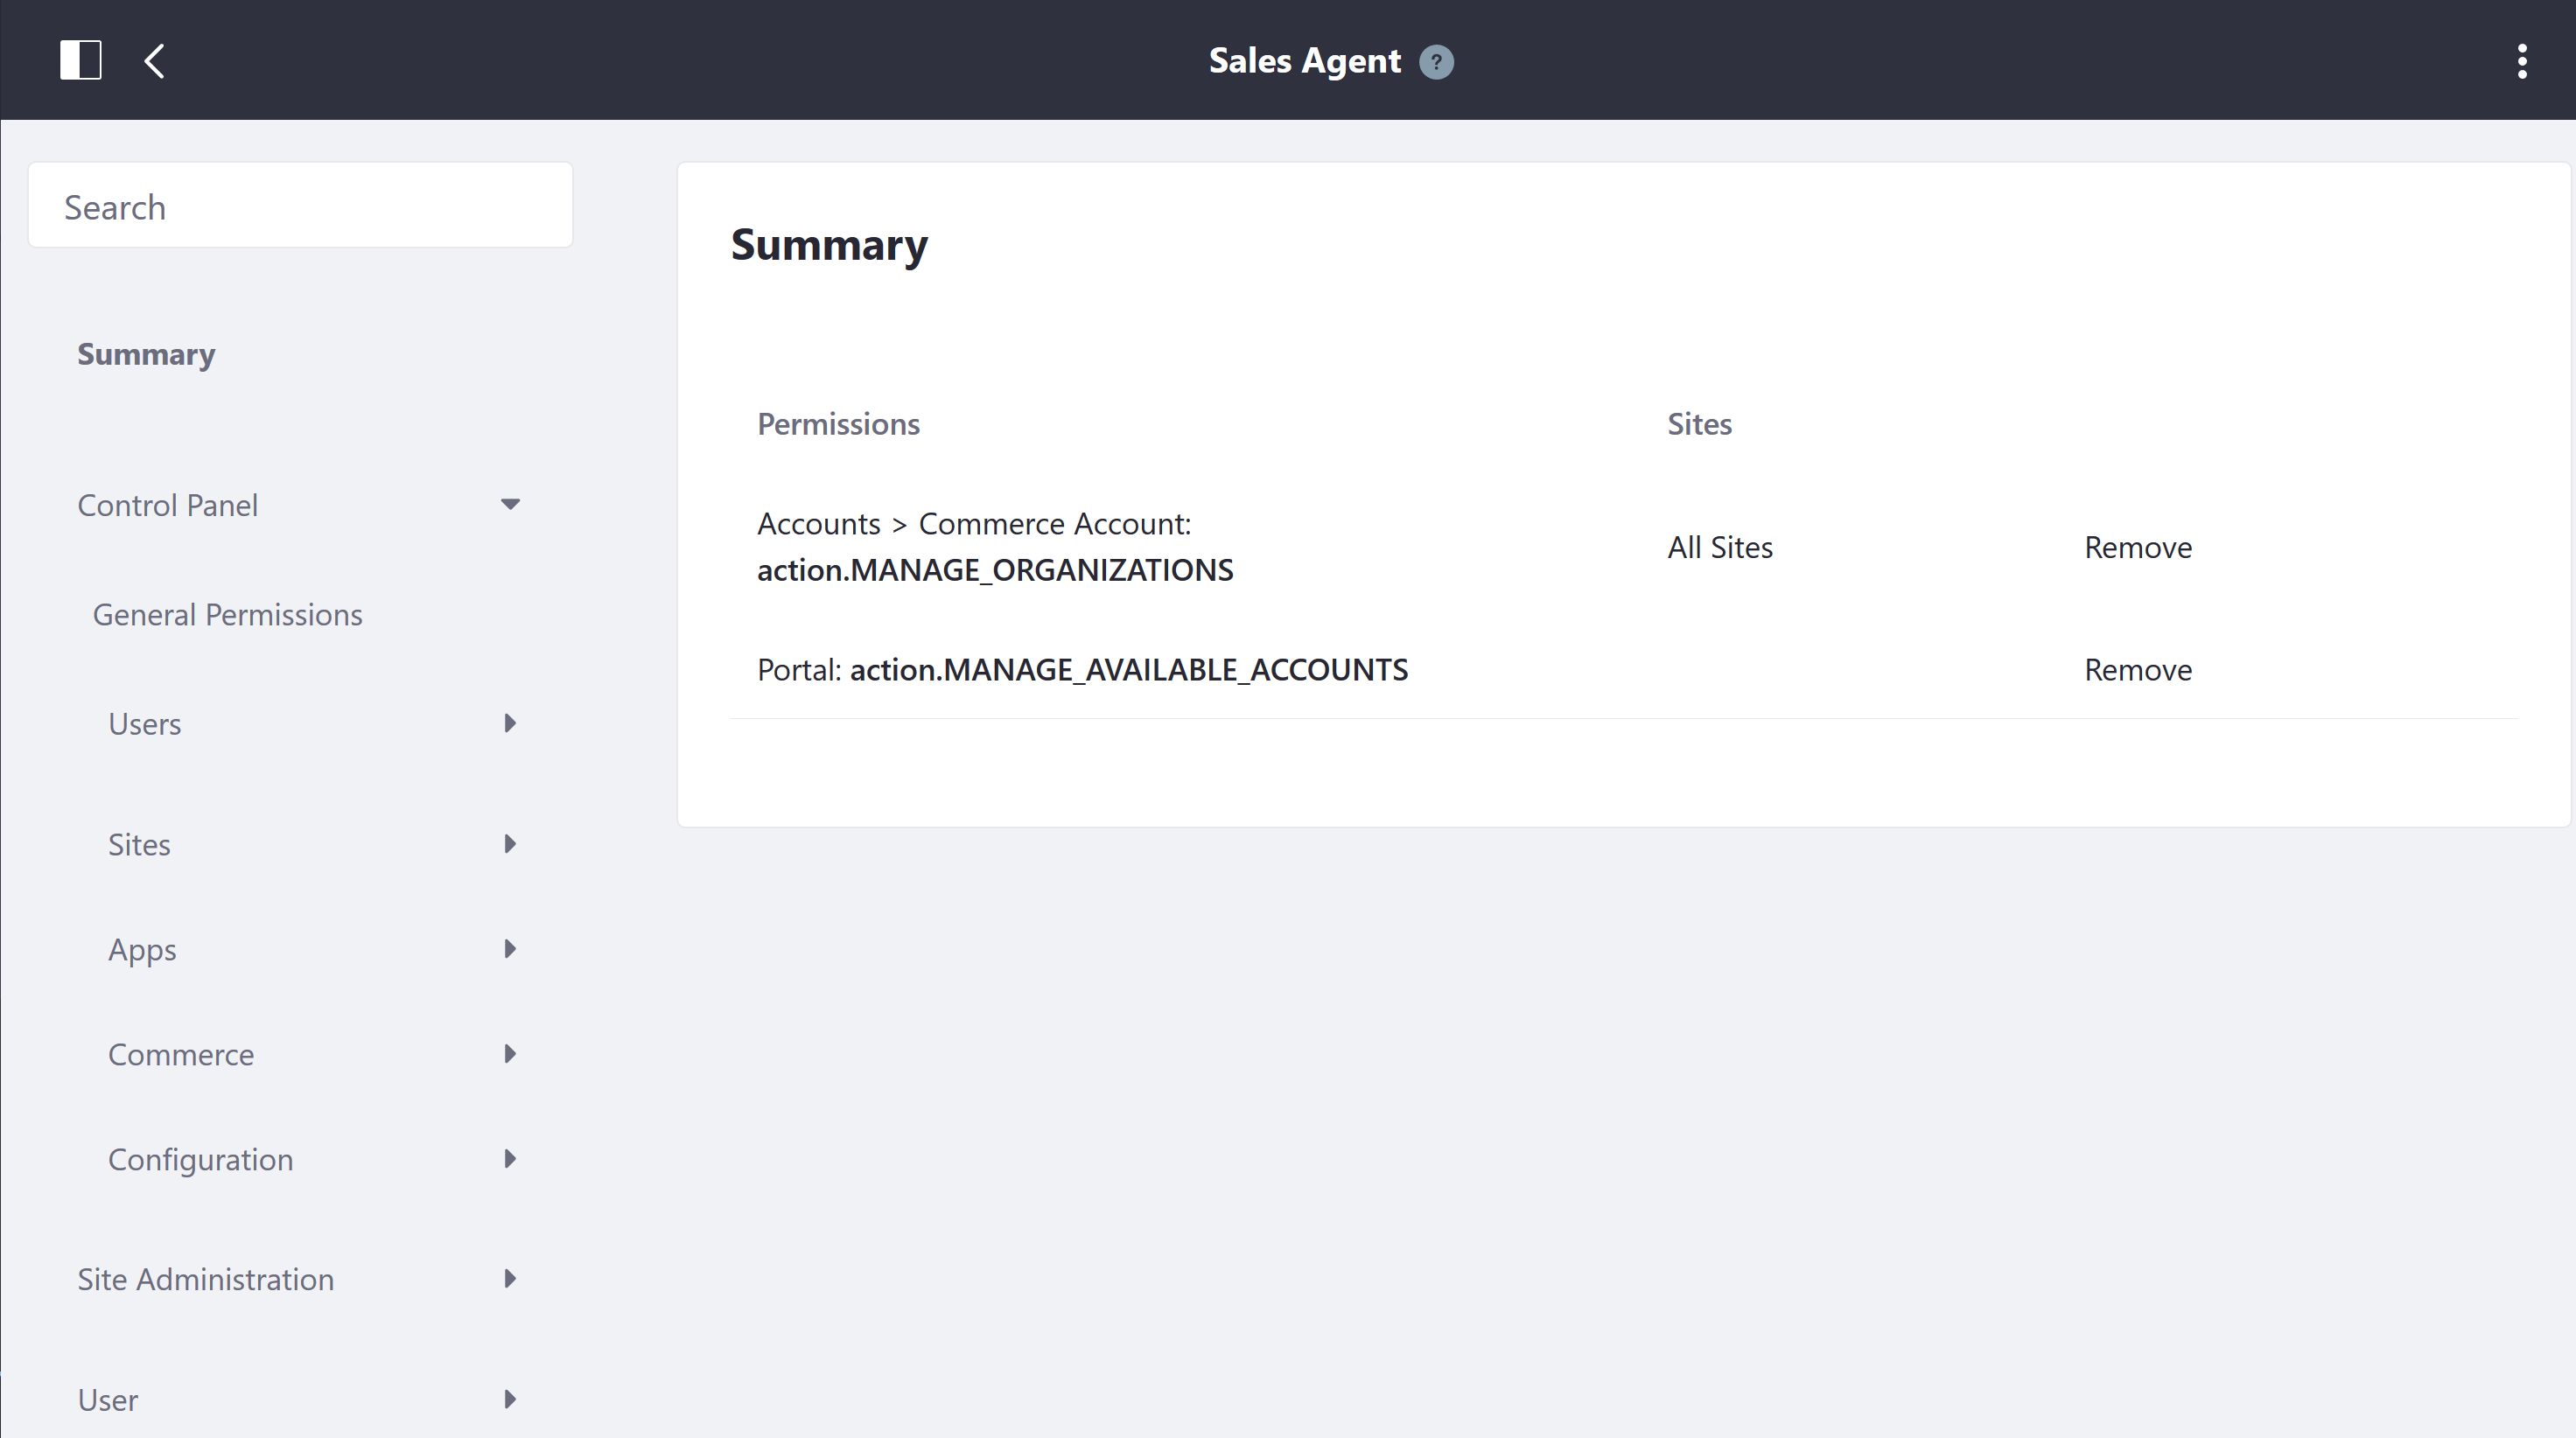 Sales Agent ?
Search
Summary
Control Panel
General Permissions
Users
Sites
Apps
Commerce
Configuration
Site Administration
User
Summary
Permissions Sites
Accounts > Commerce Account:
action.MANAGE_ORGANIZATIONS
All Sites
Remove
Portal: action.MANAGE_AVAILABLE_ACCOUNTS
Remove